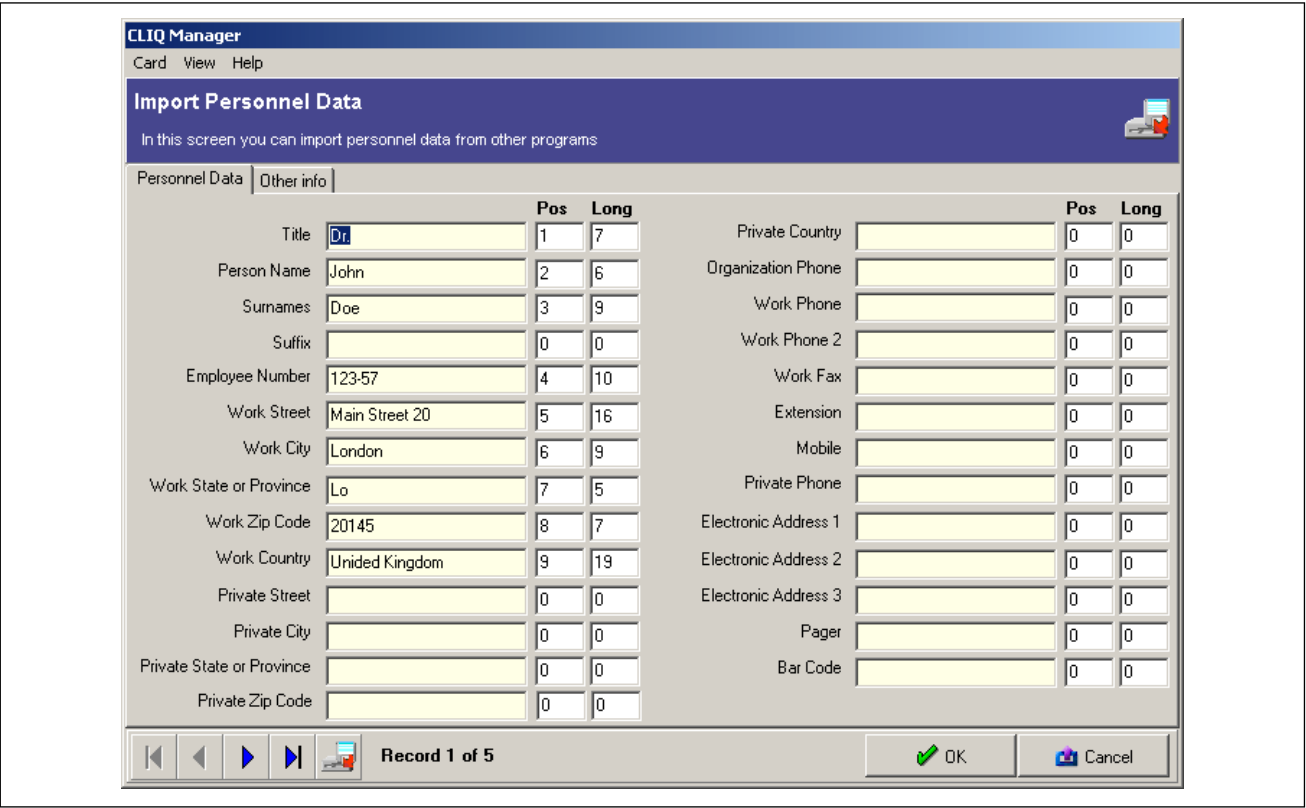 CLIQ Manager
Card View Help
Import Personnel Data
In this screen you can import personnel data from other programs
Personnel Data Other info
Pos Long Pos Long
Title Dr. 1 7 Private Country 0 0
Person Name John 2 6 Organization Phone 0 0
Surnames Doe 3 9 Work Phone 0 0
Suffix 0 0 Work Phone 2 0 0
Employee Number 123-57 4 10 Work Fax 0 0
Work Street Main Street 20 5 16 Extension 0 0
Work City London 6 9 Mobile 0 0
Work State or Province Lo 7 5 Private Phone 0 0
Work Zip Code 20145 8 7 Electronic Address 1 0 0
Work Country Unided Kingdom 9 19 Electronic Address 2 0 0
Private Street 0 0 Electronic Address 3 0 0
Private City 0 0 Pager 0 0
Private State or Province 0 0 Bar Code 0 0
Private Zip Code 0 0
Record 1 of 5 OK Cancel